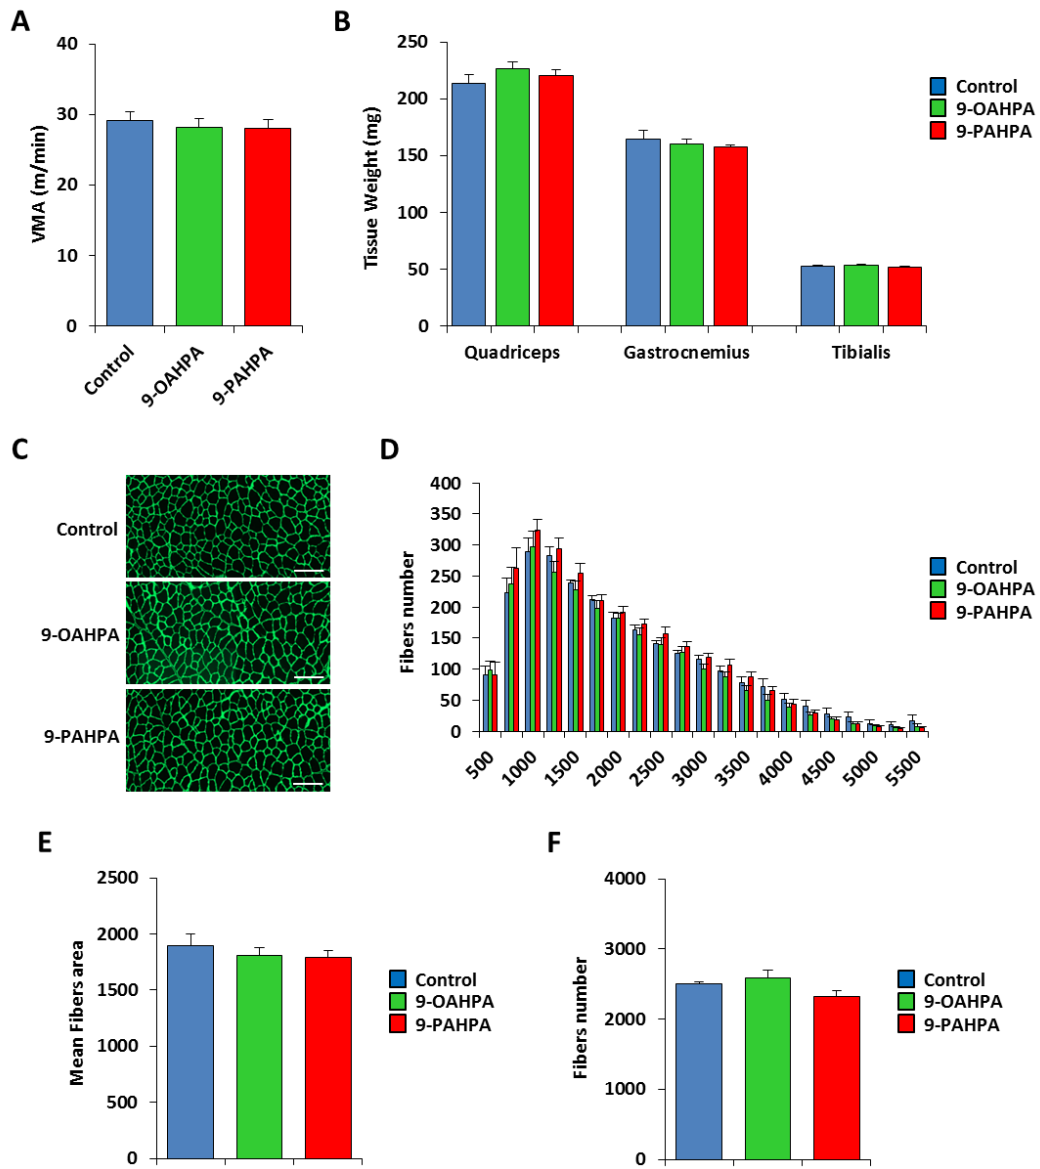 A
VMA (m/min)
40
30
20
10
0
Control
9-OAHPA
9-PAHPA
B
Tissue Weight (mg)
250
200
150
100
50
0
Quadriceps
Gastrocnemius
Tibialis
Control
9-OAHPA
9-PAHPA
C
Control
9-OAHPA
9-PAHPA
D
Fibers number
400
350
300
250
200
150
100
50
0
500
1000
1500
2000
2500
3000
3500
4000
4500
5000
5500
Control
9-OAHPA
9-PAHPA
E
Mean Fibers area
2500
2000
1500
1000
500
0
Control
9-OAHPA
9-PAHPA
F
Fibers number
4000
3000
2000
1000
0
Control
9-OAHPA
9-PAHPA